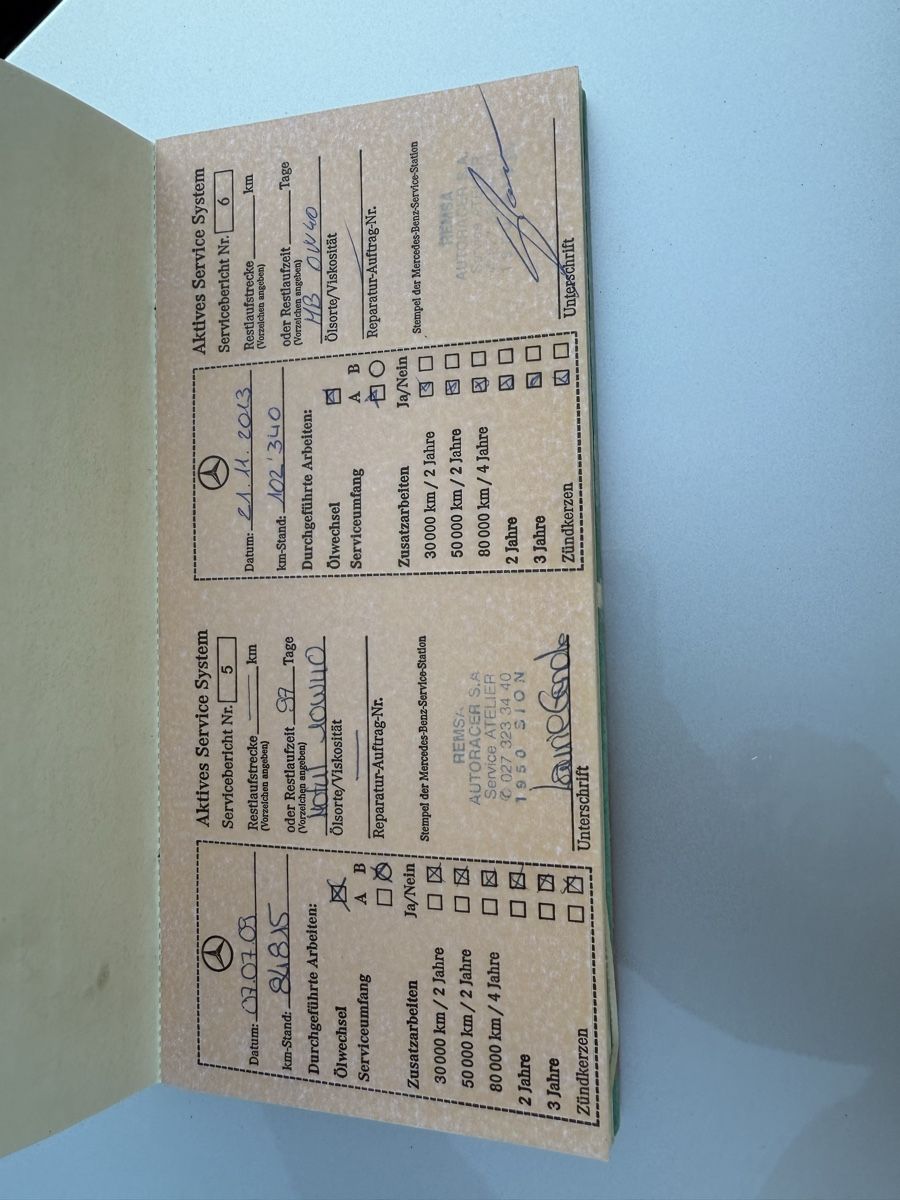 Aktives Service System
Servicebericht Nr. 5
Datum: 07.07.09
Restlaufstrecke km
(Vorzeichen angeben)
km-Stand: 84815
oder Restlaufzeit 97 Tage
(Vorzeichen angeben)
Durchgeführte Arbeiten:
Motul 10W40
Ölwechsel
Ölsorte/Viskosität
A B
Serviceumfang
Reparatur-Auftrag-Nr.
Ja/Nein
Zusatzarbeiten
Stempel der Mercedes-Benz-Service-Station
30 000 km / 2 Jahre
50 000 km / 2 Jahre
80 000 km / 4 Jahre
2 Jahre
3 Jahre
Zündkerzen
REMSA
AUTORACER S.A
Service ATELIER
✆ 027 323 34 40
1950 SION
Unterschrift
Aktives Service System
Servicebericht Nr. 6
Datum: 21.11.2013
Restlaufstrecke km
(Vorzeichen angeben)
km-Stand: 102'340
oder Restlaufzeit Tage
(Vorzeichen angeben)
Durchgeführte Arbeiten:
MB 0W40
Ölwechsel
Ölsorte/Viskosität
A B
Serviceumfang
Reparatur-Auftrag-Nr.
Ja/Nein
Zusatzarbeiten
Stempel der Mercedes-Benz-Service-Station
30 000 km / 2 Jahre
50 000 km / 2 Jahre
80 000 km / 4 Jahre
2 Jahre
3 Jahre
Zündkerzen
REMSA
AUTORACER S.A.
Unterschrift